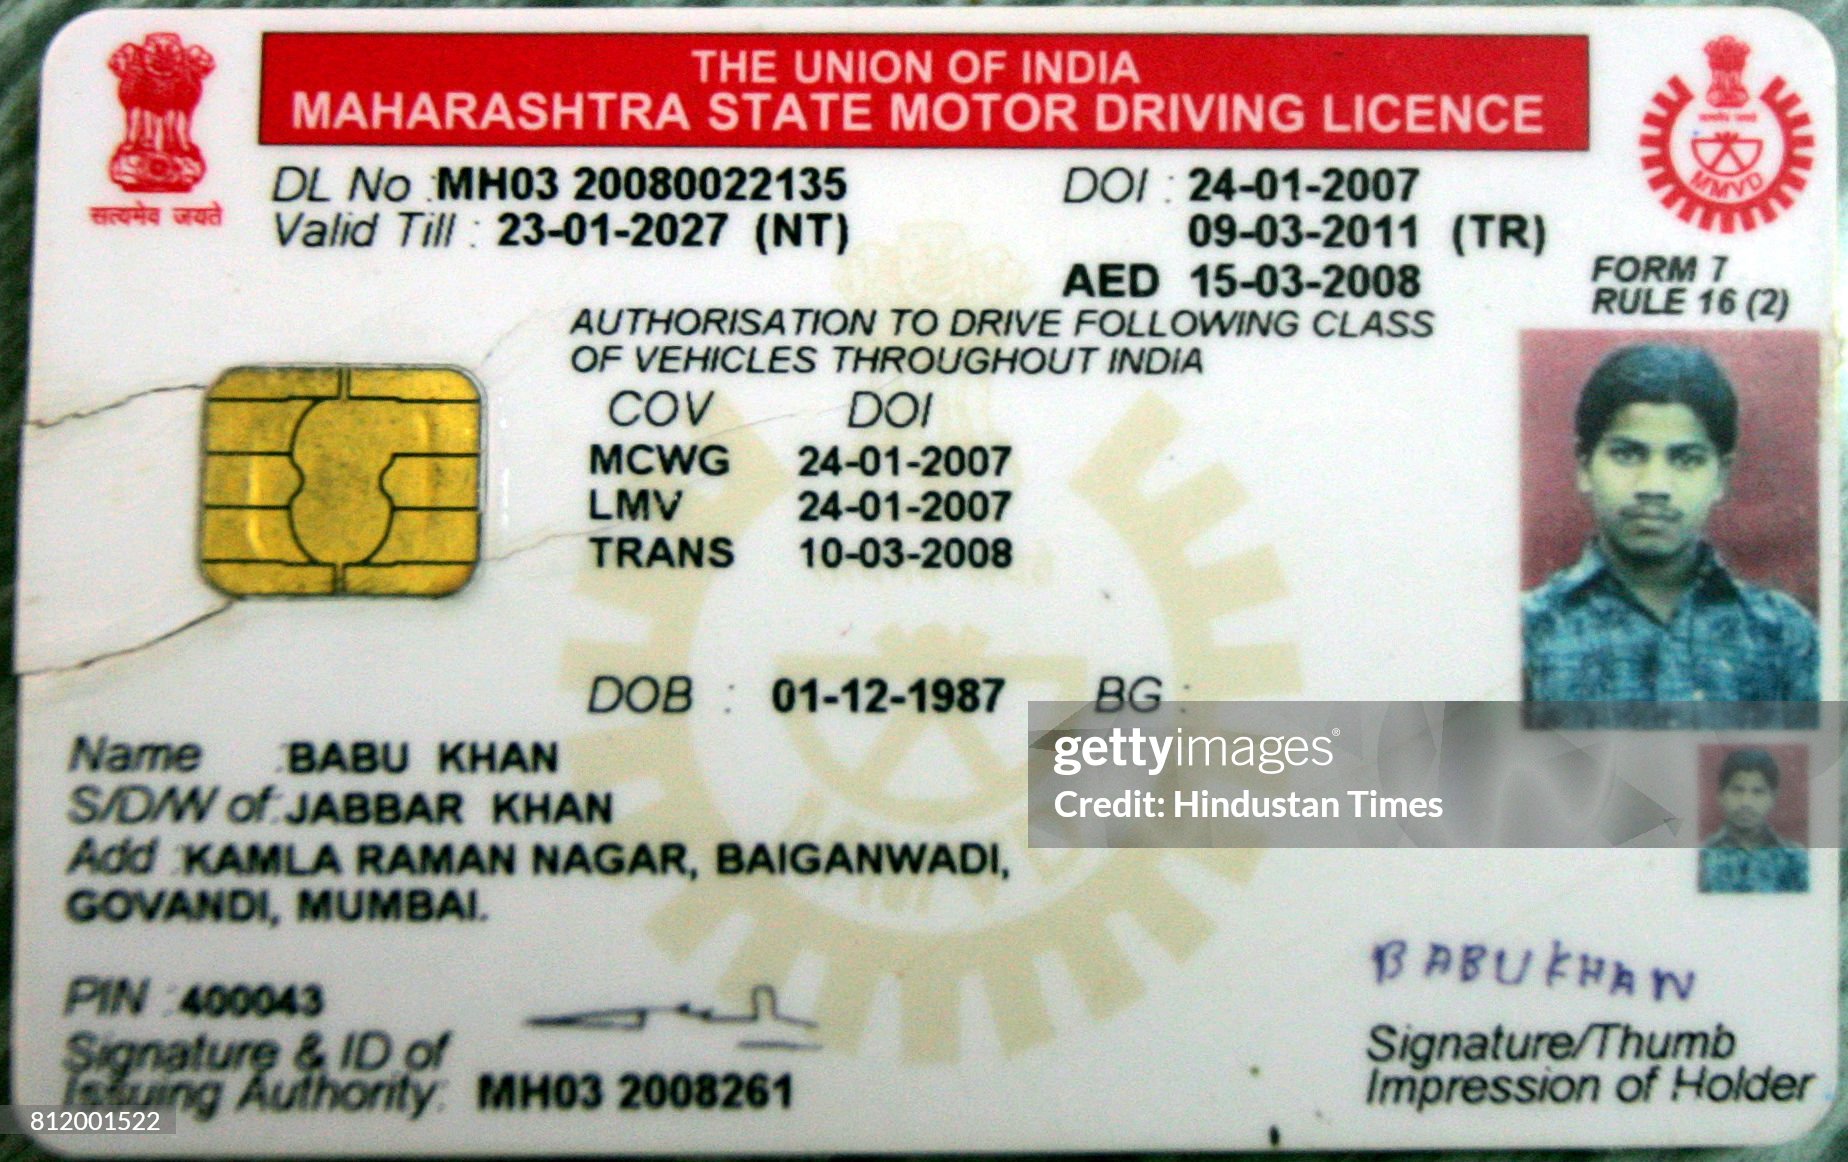 THE UNION OF INDIA
MAHARASHTRA STATE MOTOR DRIVING LICENCE
सत्यमेव जयते
MMVD
DL No : MH03 20080022135 DOI : 24-01-2007
Valid Till : 23-01-2027 (NT) 09-03-2011 (TR)
AED 15-03-2008
FORM 7
RULE 16 (2)
AUTHORISATION TO DRIVE FOLLOWING CLASS
OF VEHICLES THROUGHOUT INDIA
COV DOI
MCWG 24-01-2007
LMV 24-01-2007
TRANS 10-03-2008
DOB : 01-12-1987 BG :
Name : BABU KHAN
S/D/W of : JABBAR KHAN
Add : KAMLA RAMAN NAGAR, BAIGANWADI,
GOVANDI, MUMBAI.
gettyimages®
Credit: Hindustan Times
PIN : 400043
BABU KHAN
Signature & ID of
Issuing Authority: MH03 2008261
Signature/Thumb
Impression of Holder
812001522